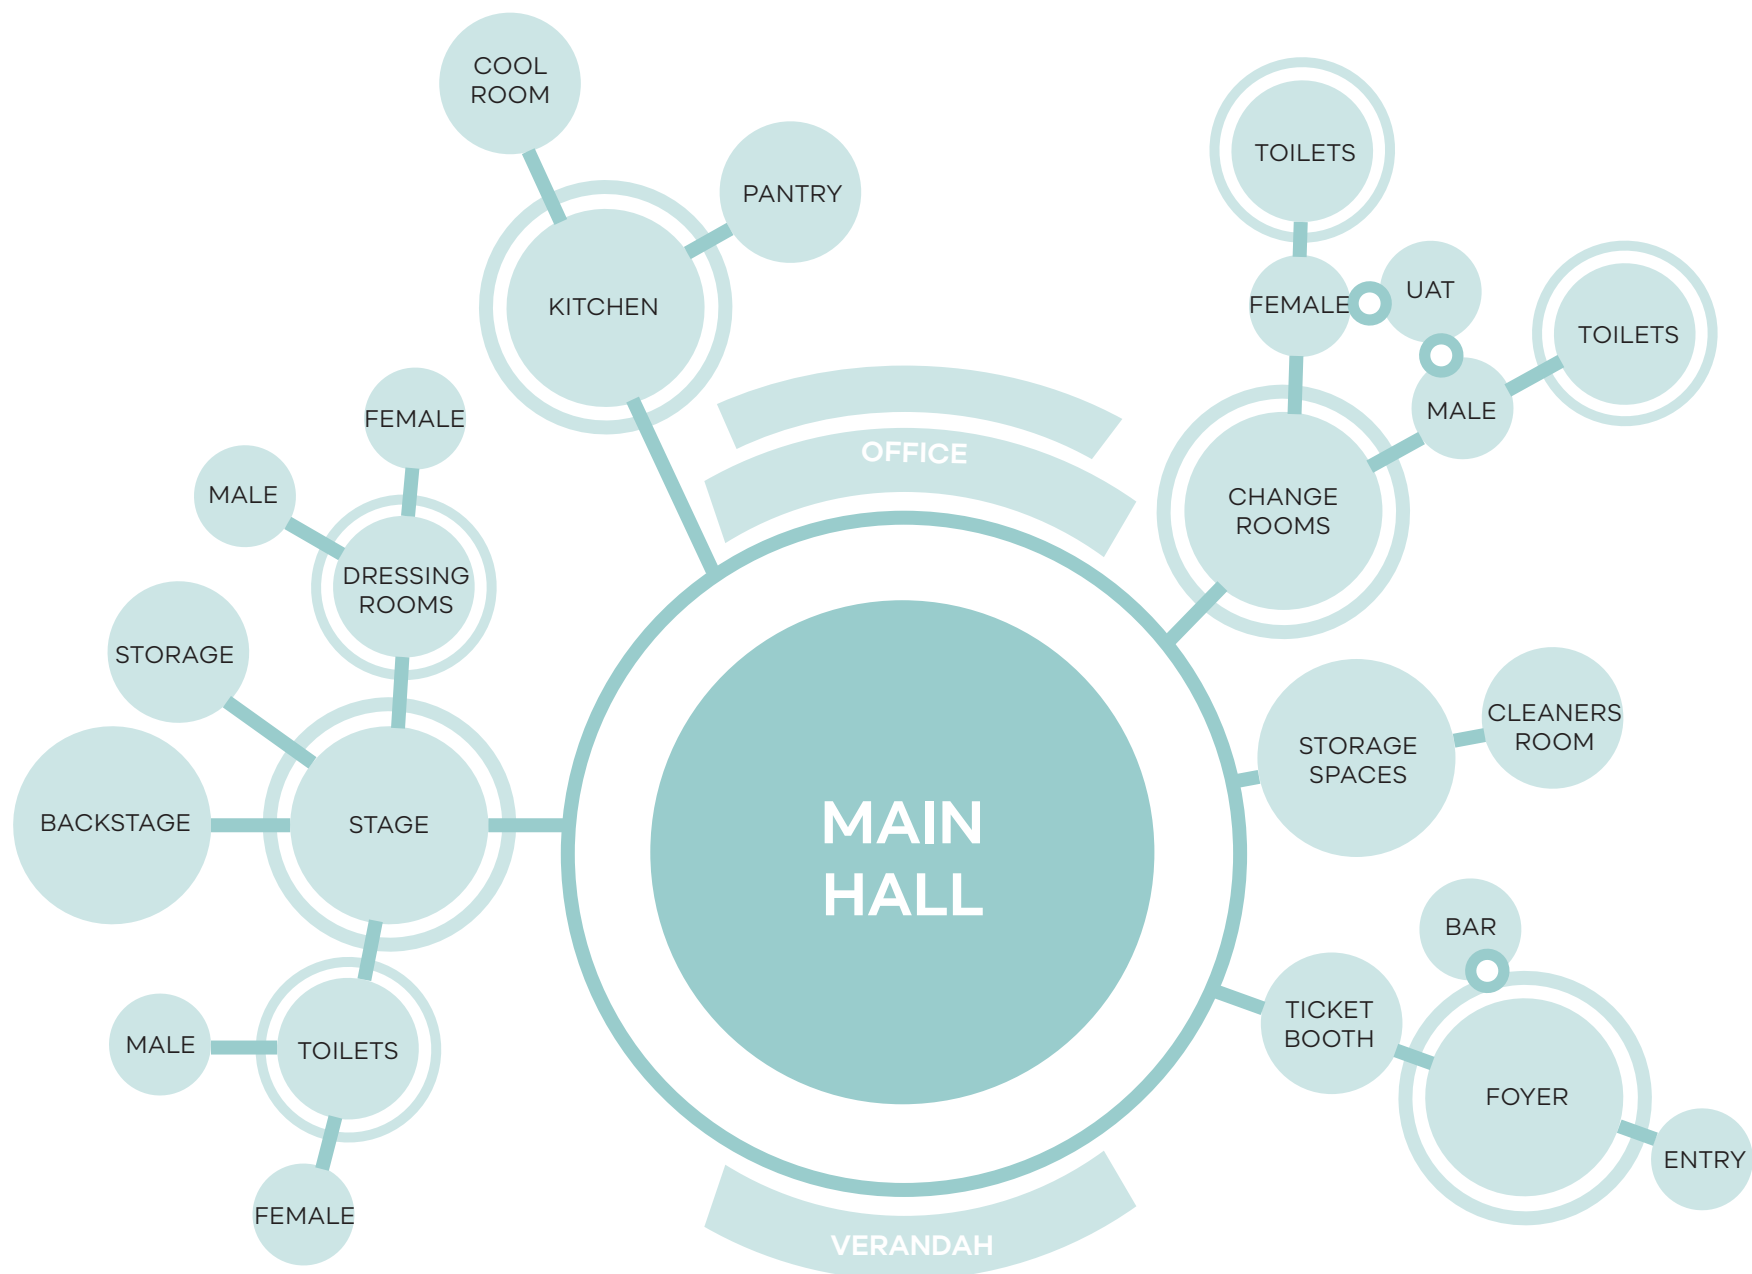 COOL
ROOM
PANTRY
KITCHEN
TOILETS
FEMALE
UAT
TOILETS
MALE
CHANGE
ROOMS
OFFICE
FEMALE
MALE
DRESSING
ROOMS
STORAGE
BACKSTAGE
STAGE
MAIN
HALL
STORAGE
SPACES
CLEANERS
ROOM
BAR
TICKET
BOOTH
FOYER
ENTRY
MALE
TOILETS
FEMALE
VERANDAH